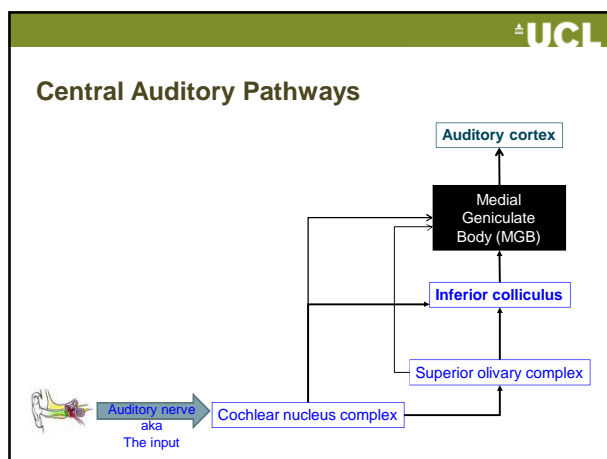 UCL
Central Auditory Pathways
Auditory cortex
Medial
Geniculate
Body (MGB)
Inferior colliculus
Superior olivary complex
Auditory nerve
aka
The input
Cochlear nucleus complex